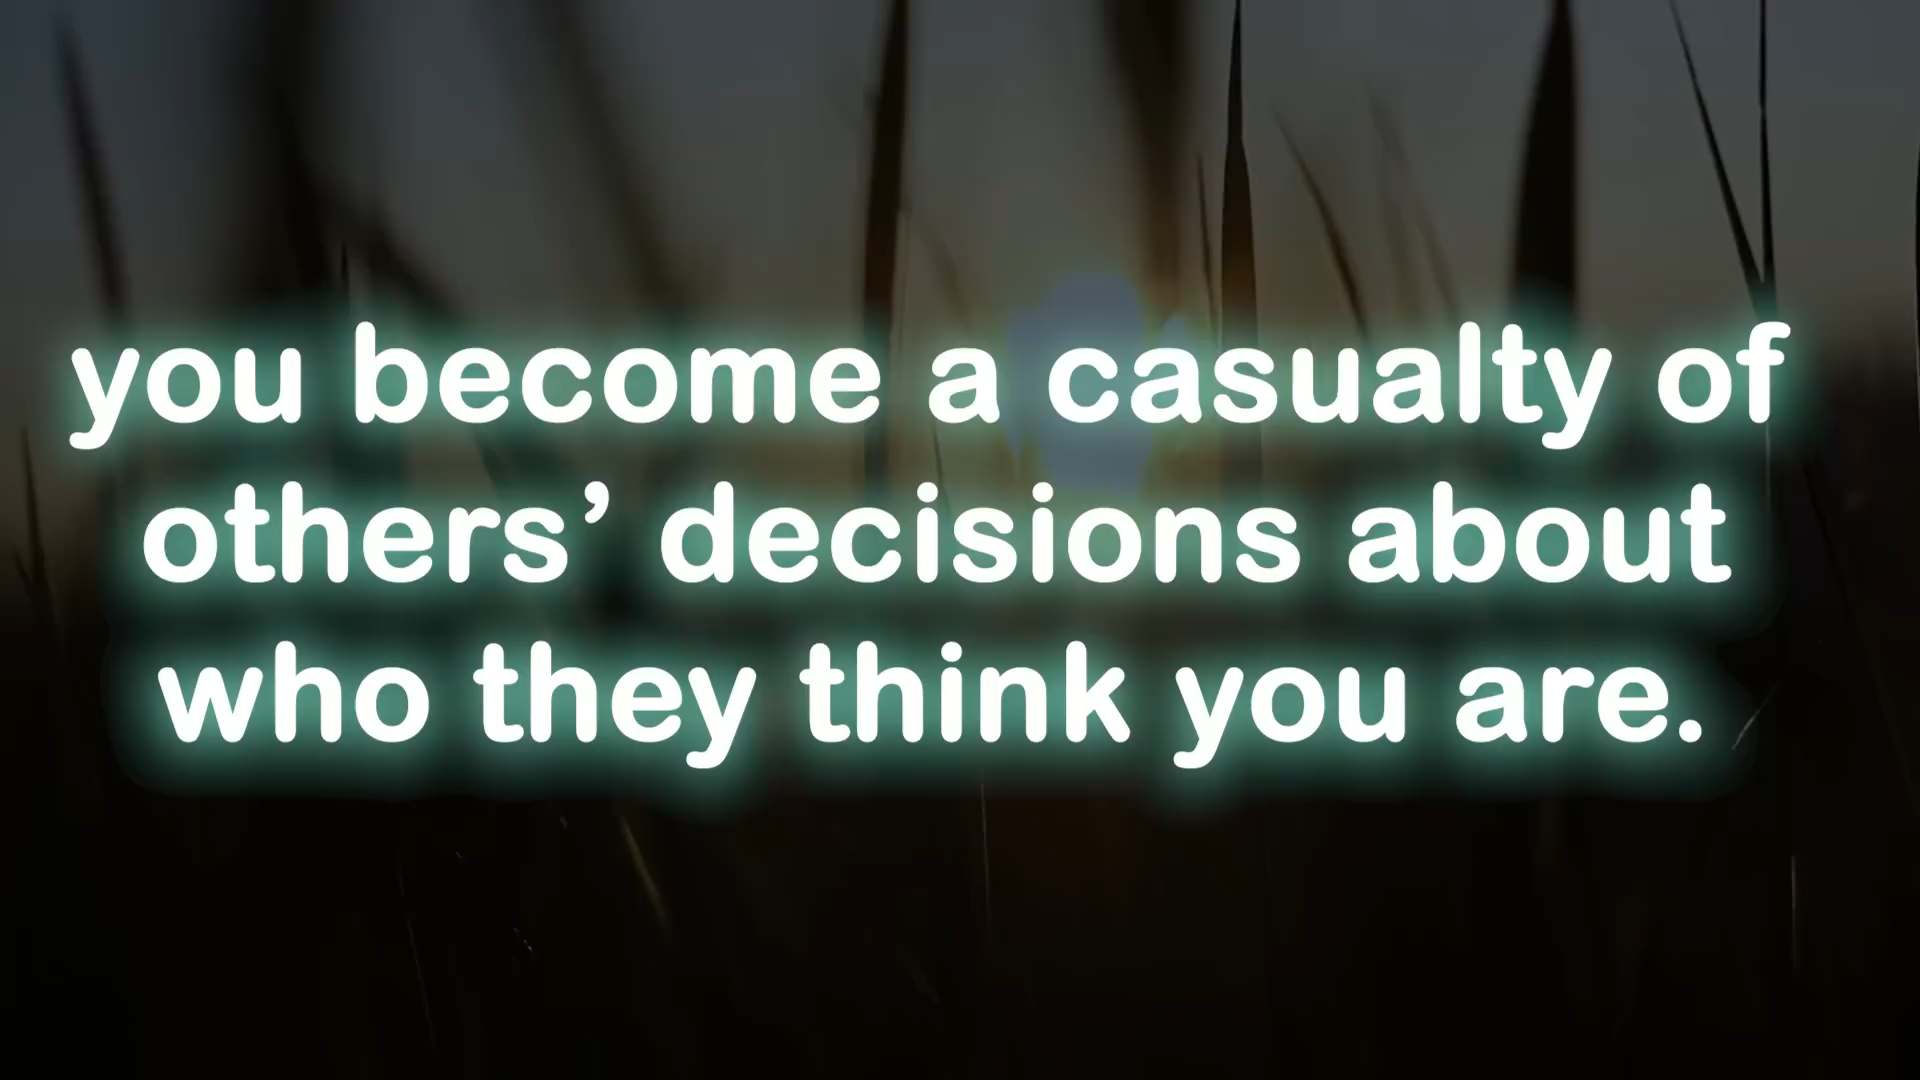 you become a casualty of
others’ decisions about
who they think you are.